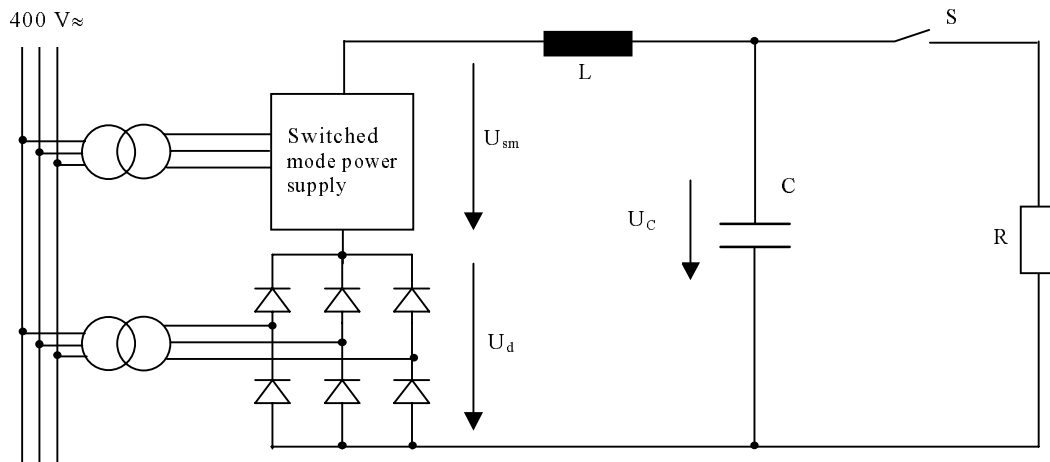 400 V≈
S
L
Switched
mode power
supply
U_sm
C
U_C
R
U_d